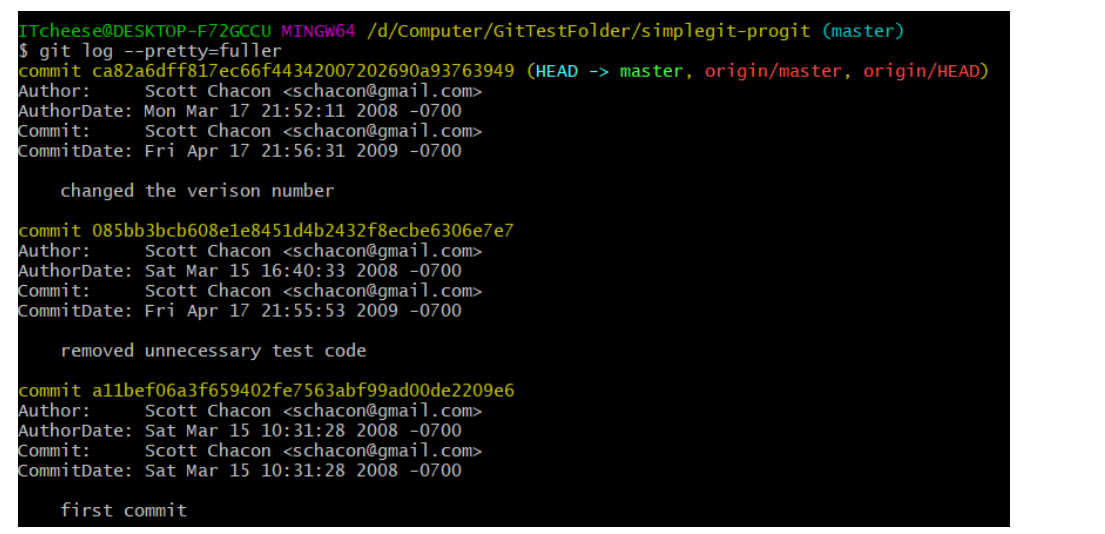 ITcheese@DESKTOP-F72GCCU MINGW64 /d/Computer/GitTestFolder/simplegit-progit (master)
$ git log --pretty=fuller
commit ca82a6dff817ec66f44342007202690a93763949 (HEAD -> master, origin/master, origin/HEAD)
Author:     Scott Chacon <schacon@gmail.com>
AuthorDate: Mon Mar 17 21:52:11 2008 -0700
Commit:     Scott Chacon <schacon@gmail.com>
CommitDate: Fri Apr 17 21:56:31 2009 -0700
    changed the verison number
commit 085bb3bcb608e1e8451d4b2432f8ecbe6306e7e7
Author:     Scott Chacon <schacon@gmail.com>
AuthorDate: Sat Mar 15 16:40:33 2008 -0700
Commit:     Scott Chacon <schacon@gmail.com>
CommitDate: Fri Apr 17 21:55:53 2009 -0700
    removed unnecessary test code
commit a11bef06a3f659402fe7563abf99ad00de2209e6
Author:     Scott Chacon <schacon@gmail.com>
AuthorDate: Sat Mar 15 10:31:28 2008 -0700
Commit:     Scott Chacon <schacon@gmail.com>
CommitDate: Sat Mar 15 10:31:28 2008 -0700
    first commit